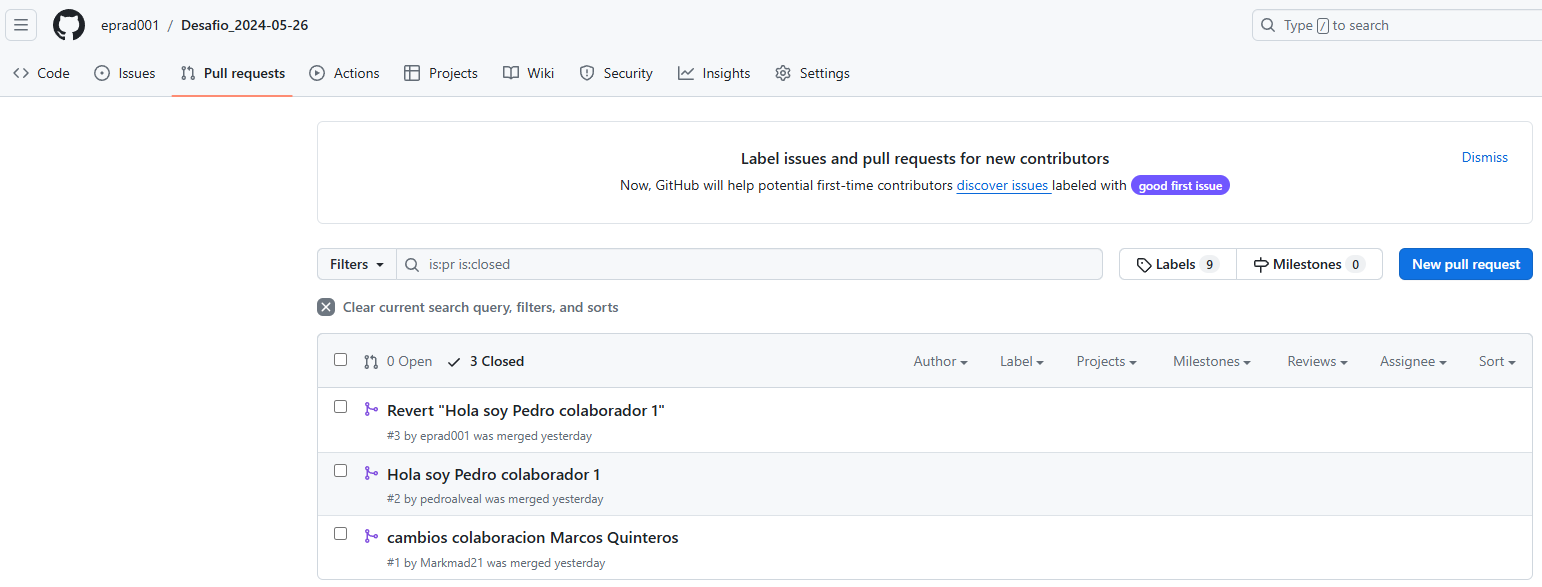 eprad001 / Desafio_2024-05-26
Type / to search
Code Issues Pull requests Actions Projects Wiki Security Insights Settings
Label issues and pull requests for new contributors
Dismiss
Now, GitHub will help potential first-time contributors discover issues labeled with good first issue
Filters is:pr is:closed Labels 9 Milestones 0 New pull request
Clear current search query, filters, and sorts
0 Open 3 Closed Author Label Projects Milestones Reviews Assignee Sort
Revert "Hola soy Pedro colaborador 1"
#3 by eprad001 was merged yesterday
Hola soy Pedro colaborador 1
#2 by pedroalveal was merged yesterday
cambios colaboracion Marcos Quinteros
#1 by Markmad21 was merged yesterday